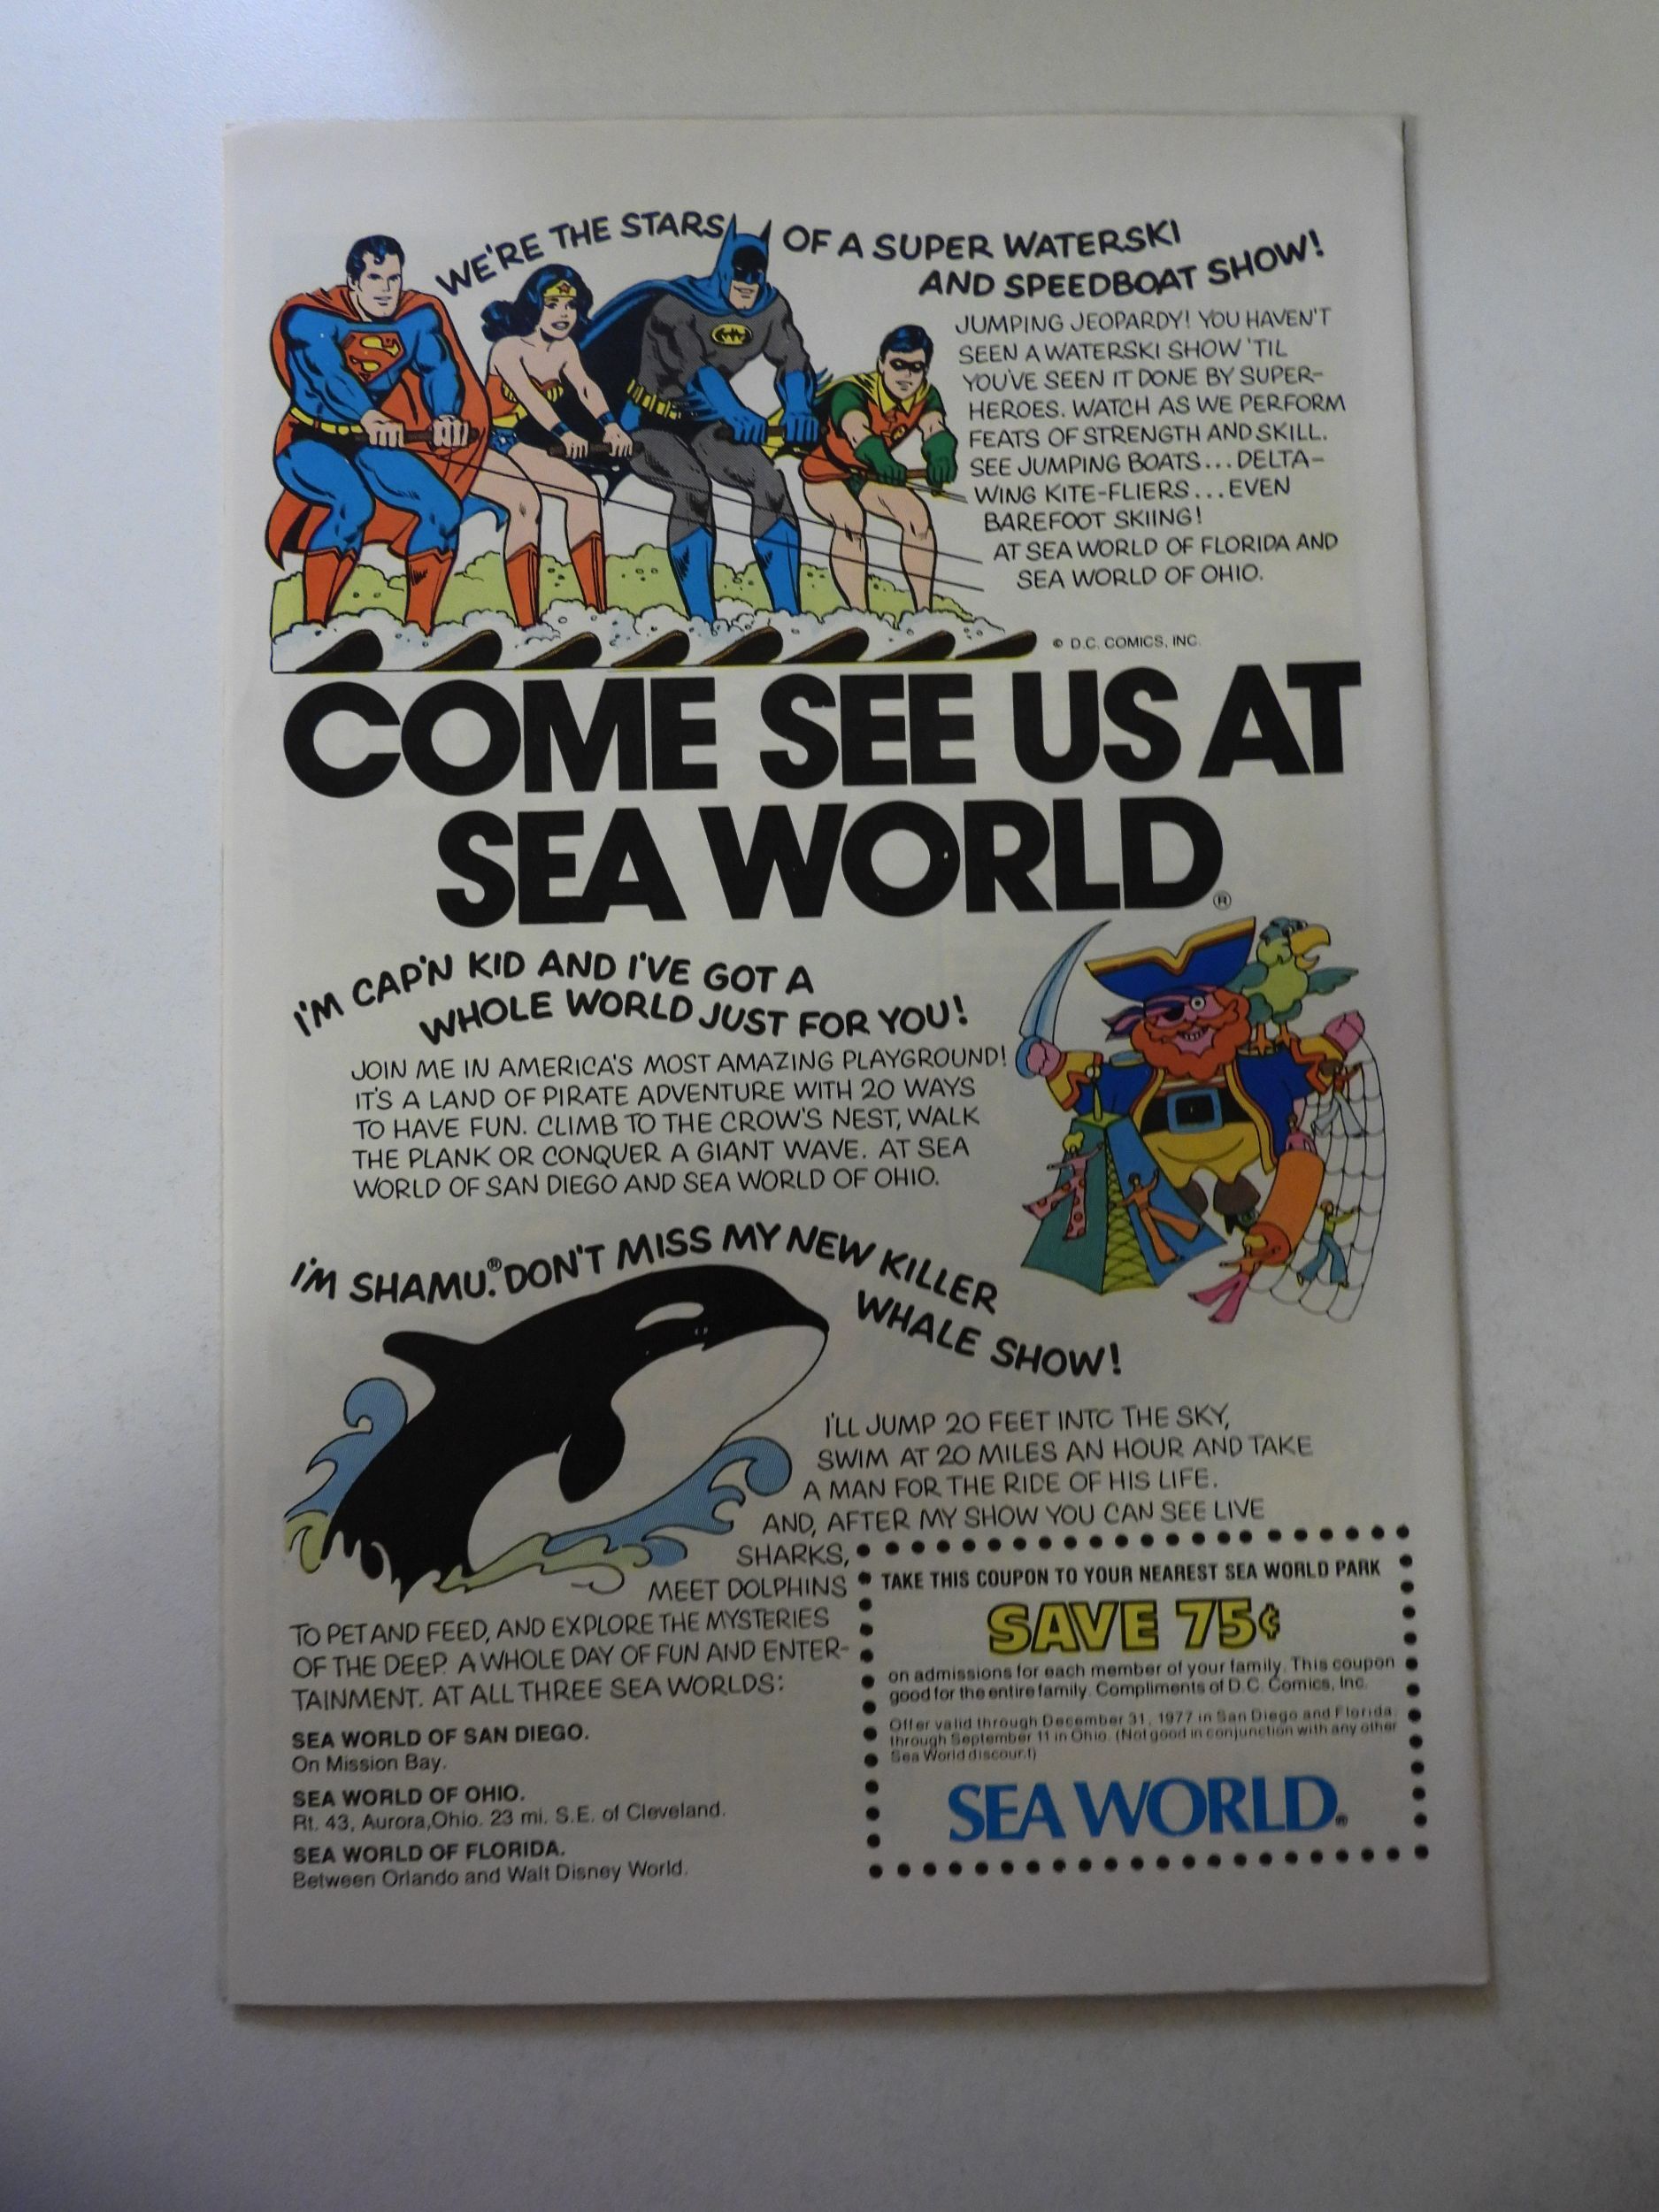 WE'RE THE STARS OF A SUPER WATERSKI
AND SPEEDBOAT SHOW!
JUMPING JEOPARDY! YOU HAVEN'T
SEEN A WATERSKI SHOW 'TIL
YOU'VE SEEN IT DONE BY SUPER-
HEROES. WATCH AS WE PERFORM
FEATS OF STRENGTH AND SKILL.
SEE JUMPING BOATS...DELTA-
WING KITE-FLIERS...EVEN
BAREFOOT SKIING!
AT SEA WORLD OF FLORIDA AND
SEA WORLD OF OHIO.
S
R
© D.C. COMICS, INC.
COME SEE US AT
SEA WORLD®
I'M CAP'N KID AND I'VE GOT A
WHOLE WORLD JUST FOR YOU!
JOIN ME IN AMERICA'S MOST AMAZING PLAYGROUND!
IT'S A LAND OF PIRATE ADVENTURE WITH 20 WAYS
TO HAVE FUN. CLIMB TO THE CROW'S NEST, WALK
THE PLANK OR CONQUER A GIANT WAVE. AT SEA
WORLD OF SAN DIEGO AND SEA WORLD OF OHIO.
I'M SHAMU.® DON'T MISS MY NEW KILLER
WHALE SHOW!
I'LL JUMP 20 FEET INTO THE SKY,
SWIM AT 20 MILES AN HOUR AND TAKE
A MAN FOR THE RIDE OF HIS LIFE.
AND, AFTER MY SHOW YOU CAN SEE LIVE
SHARKS,
MEET DOLPHINS
TO PET AND FEED, AND EXPLORE THE MYSTERIES
OF THE DEEP. A WHOLE DAY OF FUN AND ENTER-
TAINMENT. AT ALL THREE SEA WORLDS:
SEA WORLD OF SAN DIEGO.
On Mission Bay.
SEA WORLD OF OHIO.
Rt. 43, Aurora,Ohio. 23 mi. S.E. of Cleveland.
SEA WORLD OF FLORIDA.
Between Orlando and Walt Disney World.
TAKE THIS COUPON TO YOUR NEAREST SEA WORLD PARK
SAVE 75¢
on admissions for each member of your family. This coupon
good for the entire family. Compliments of D.C. Comics, Inc.
Offer valid through December 31, 1977 in San Diego and Florida;
through September 11 in Ohio. (Not good in conjunction with any other
Sea World discount)
SEA WORLD®